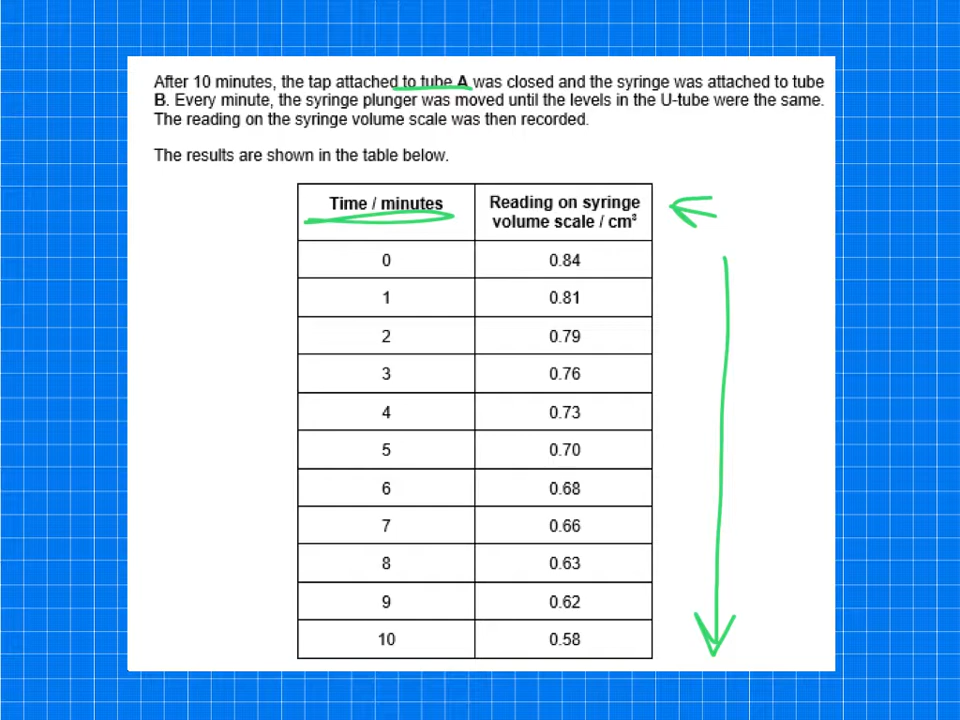 After 10 minutes, the tap attached to tube A was closed and the syringe was attached to tube
B. Every minute, the syringe plunger was moved until the levels in the U-tube were the same.
The reading on the syringe volume scale was then recorded.
The results are shown in the table below.
Time / minutes
Reading on syringe
volume scale / cm³
0 0.84
1 0.81
2 0.79
3 0.76
4 0.73
5 0.70
6 0.68
7 0.66
8 0.63
9 0.62
10 0.58